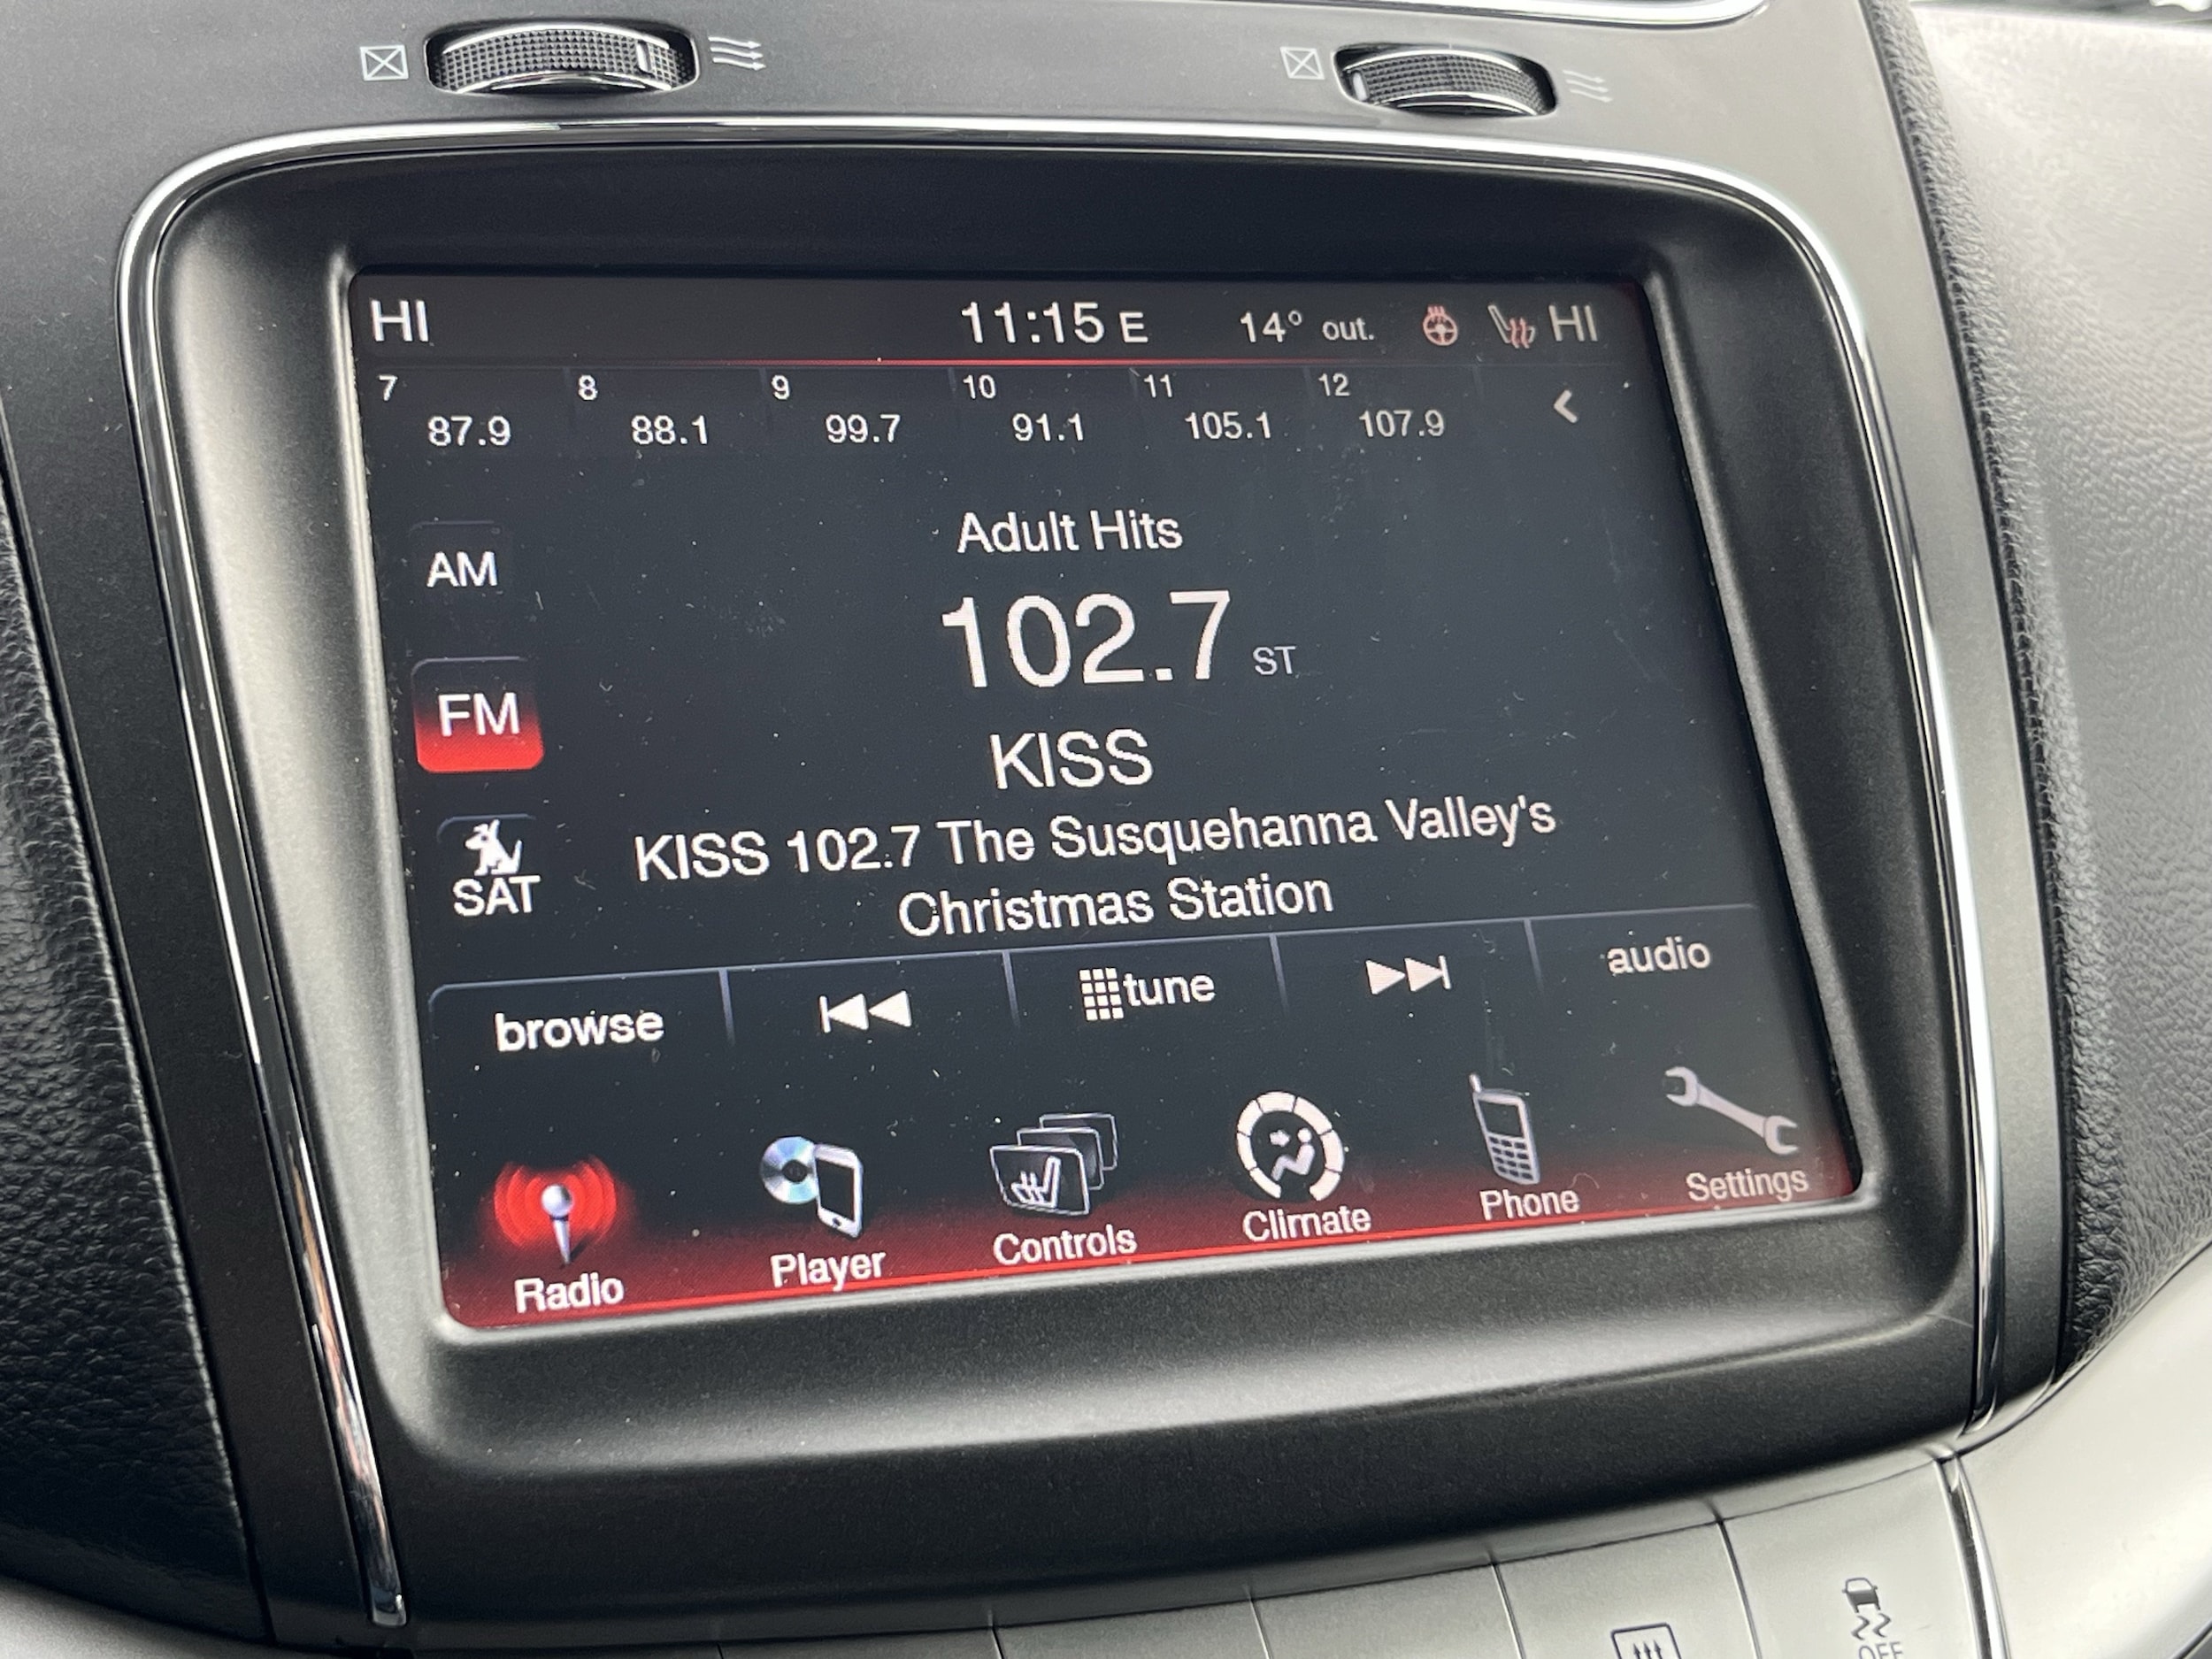 HI 11:15 E 14° out. HI
7 8 9 10 11 12
87.9 88.1 99.7 91.1 105.1 107.9
Adult Hits
AM
102.7 ST
FM
KISS
KISS 102.7 The Susquehanna Valley's
Christmas Station
SAT
browse tune audio
Radio Player Controls Climate Phone Settings
OFF